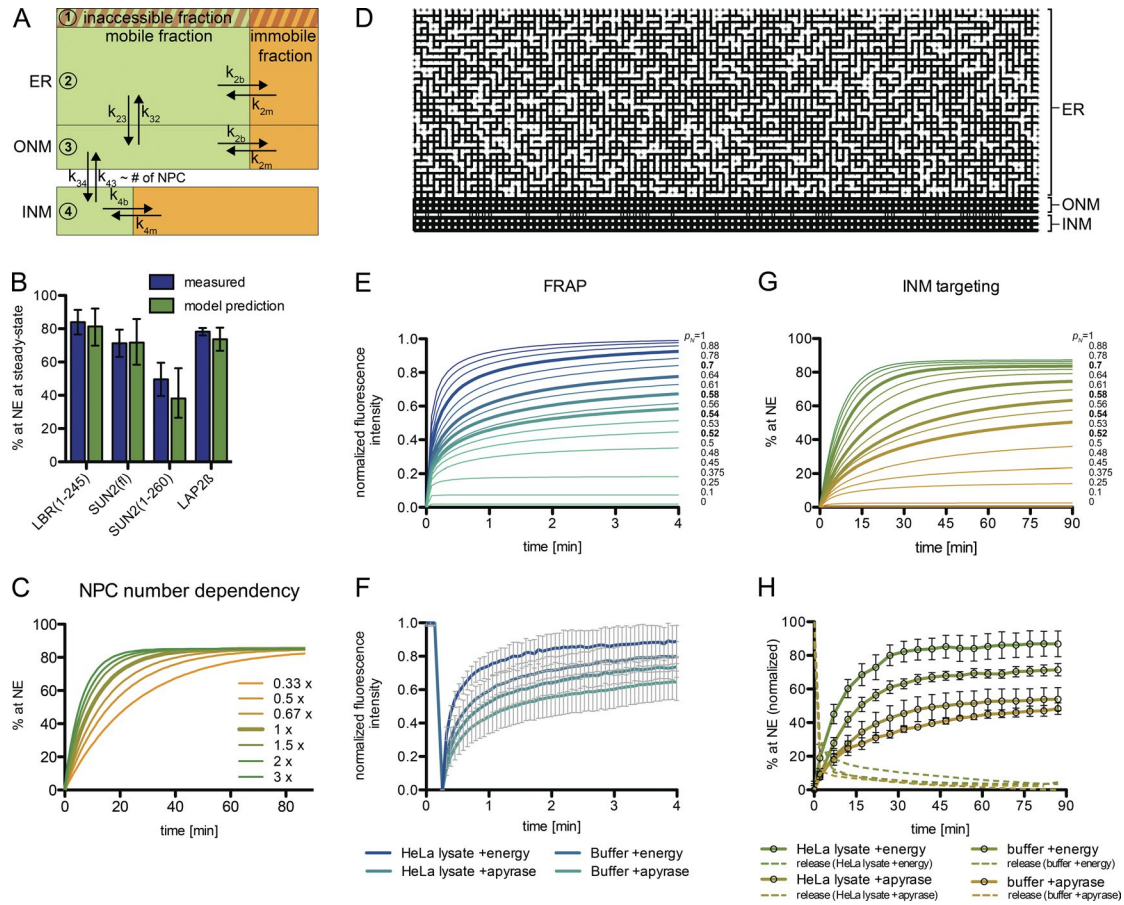 A
1 inaccessible fraction
mobile fraction
immobile fraction
ER
2
k2b
k2m
k23
k32
ONM
3
k2b
k2m
k34
k43 ~ # of NPC
INM
4
k4b
k4m
D
ER
ONM
INM
B
measured
model prediction
% at NE at steady-state
100
80
60
40
20
0
LBR(1-245)
SUN2(fl)
SUN2(1-260)
LAP2ß
C
NPC number dependency
% at NE
100
80
60
40
20
0
0.33 x
0.5 x
0.67 x
1 x
1.5 x
2 x
3 x
0 20 40 60 80
time [min]
E
FRAP
normalized fluorescence
intensity
1.0
0.8
0.6
0.4
0.2
0.0
0 1 2 3 4
time [min]
pN=1
0.88
0.78
0.7
0.64
0.61
0.58
0.56
0.54
0.53
0.52
0.5
0.48
0.45
0.375
0.25
0.1
0
F
normalized fluorescence
intensity
1.0
0.8
0.6
0.4
0.2
0.0
0 1 2 3 4
time [min]
HeLa lysate +energy
Buffer +energy
HeLa lysate +apyrase
Buffer +apyrase
G
INM targeting
% at NE
100
80
60
40
20
0
0 15 30 45 60 75 90
time [min]
pN=1
0.88
0.78
0.7
0.64
0.61
0.58
0.56
0.54
0.53
0.52
0.5
0.48
0.45
0.375
0.25
0.1
0
H
% at NE (normalized)
100
80
60
40
20
0
0 15 30 45 60 75 90
time [min]
HeLa lysate +energy
release (HeLa lysate +energy)
buffer +energy
release (buffer +energy)
HeLa lysate +apyrase
release (HeLa lysate +apyrase)
buffer +apyrase
release (buffer +apyrase)